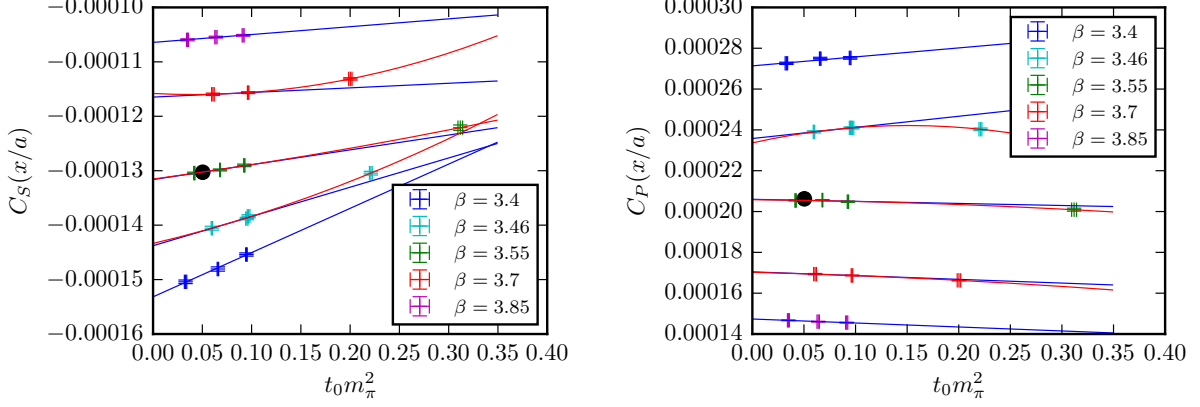 −0.00010
−0.00011
−0.00012
−0.00013
−0.00014
−0.00015
−0.00016
C_S(x/a)
0.00 0.05 0.10 0.15 0.20 0.25 0.30 0.35 0.40
t_0 m_π^2
β = 3.4
β = 3.46
β = 3.55
β = 3.7
β = 3.85
0.00030
0.00028
0.00026
0.00024
0.00022
0.00020
0.00018
0.00016
0.00014
C_P(x/a)
0.00 0.05 0.10 0.15 0.20 0.25 0.30 0.35 0.40
t_0 m_π^2
β = 3.4
β = 3.46
β = 3.55
β = 3.7
β = 3.85